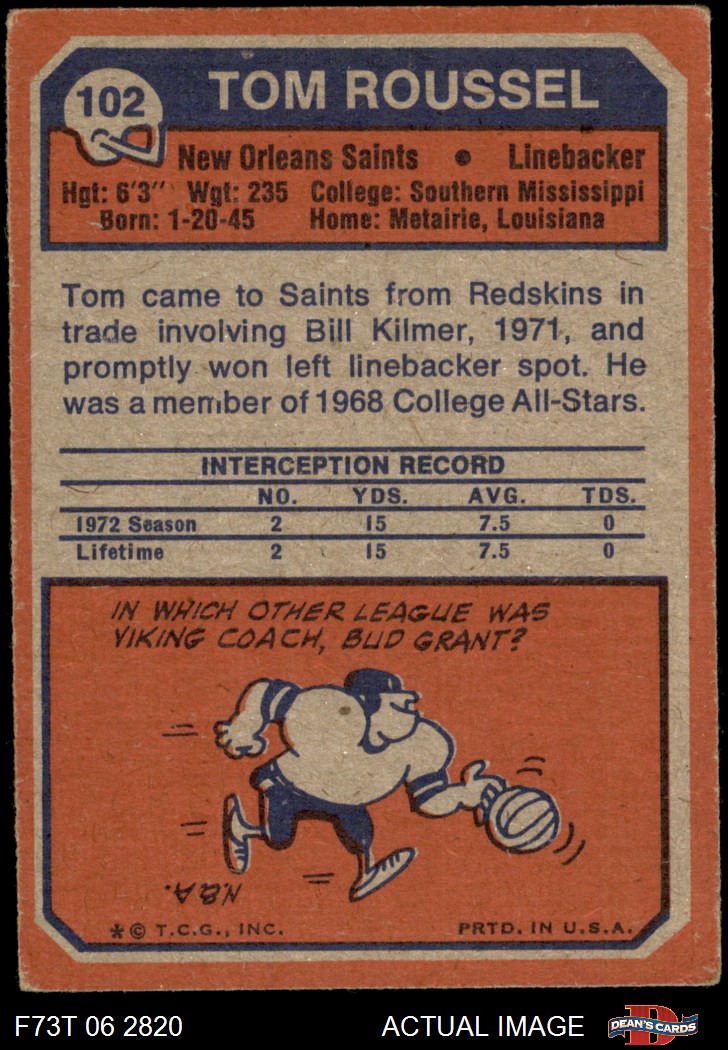 102
TOM ROUSSEL
New Orleans Saints • Linebacker
Hgt: 6'3" Wgt: 235 College: Southern Mississippi
Born: 1-20-45 Home: Metairie, Louisiana
Tom came to Saints from Redskins in
trade involving Bill Kilmer, 1971, and
promptly won left linebacker spot. He
was a member of 1968 College All-Stars.
INTERCEPTION RECORD
NO. YDS. AVG. TDS.
1972 Season 2 15 7.5 0
Lifetime 2 15 7.5 0
IN WHICH OTHER LEAGUE WAS
VIKING COACH, BUD GRANT?
N.B.A.
* © T.C.G., INC. PRTD. IN U.S.A.
F73T 06 2820 ACTUAL IMAGE D DEAN'S CARDS